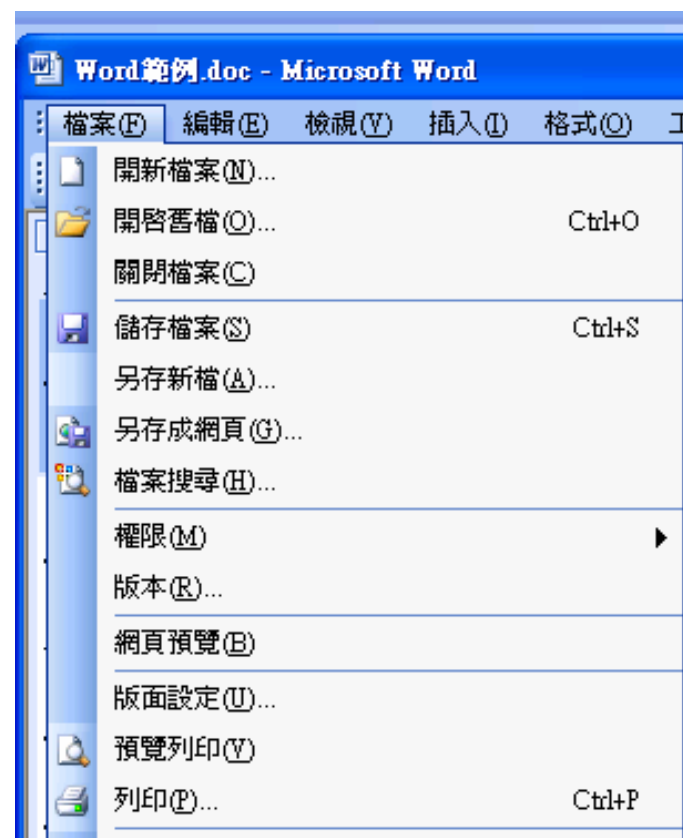 Word範例.doc - Microsoft Word
檔案(F) 編輯(E) 檢視(V) 插入(I) 格式(O) 工
開新檔案(N)...
開啓舊檔(O)... Ctrl+O
關閉檔案(C)
儲存檔案(S) Ctrl+S
另存新檔(A)...
另存成網頁(G)...
檔案搜尋(H)...
權限(M)
版本(R)...
網頁預覽(B)
版面設定(U)...
預覽列印(V)
列印(P)... Ctrl+P